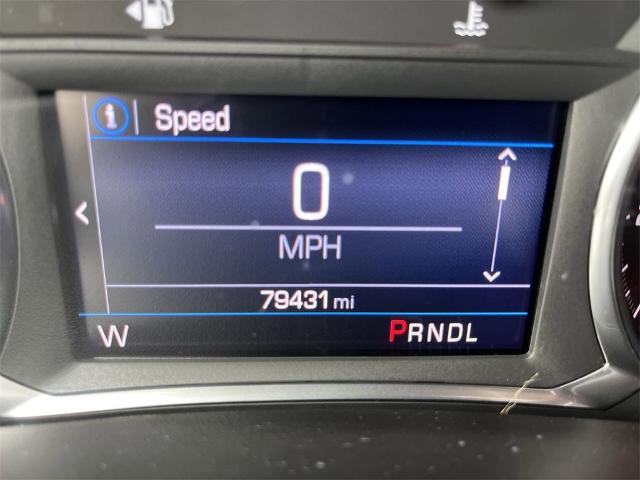 i Speed
0
MPH
79431 mi
W PRNDL